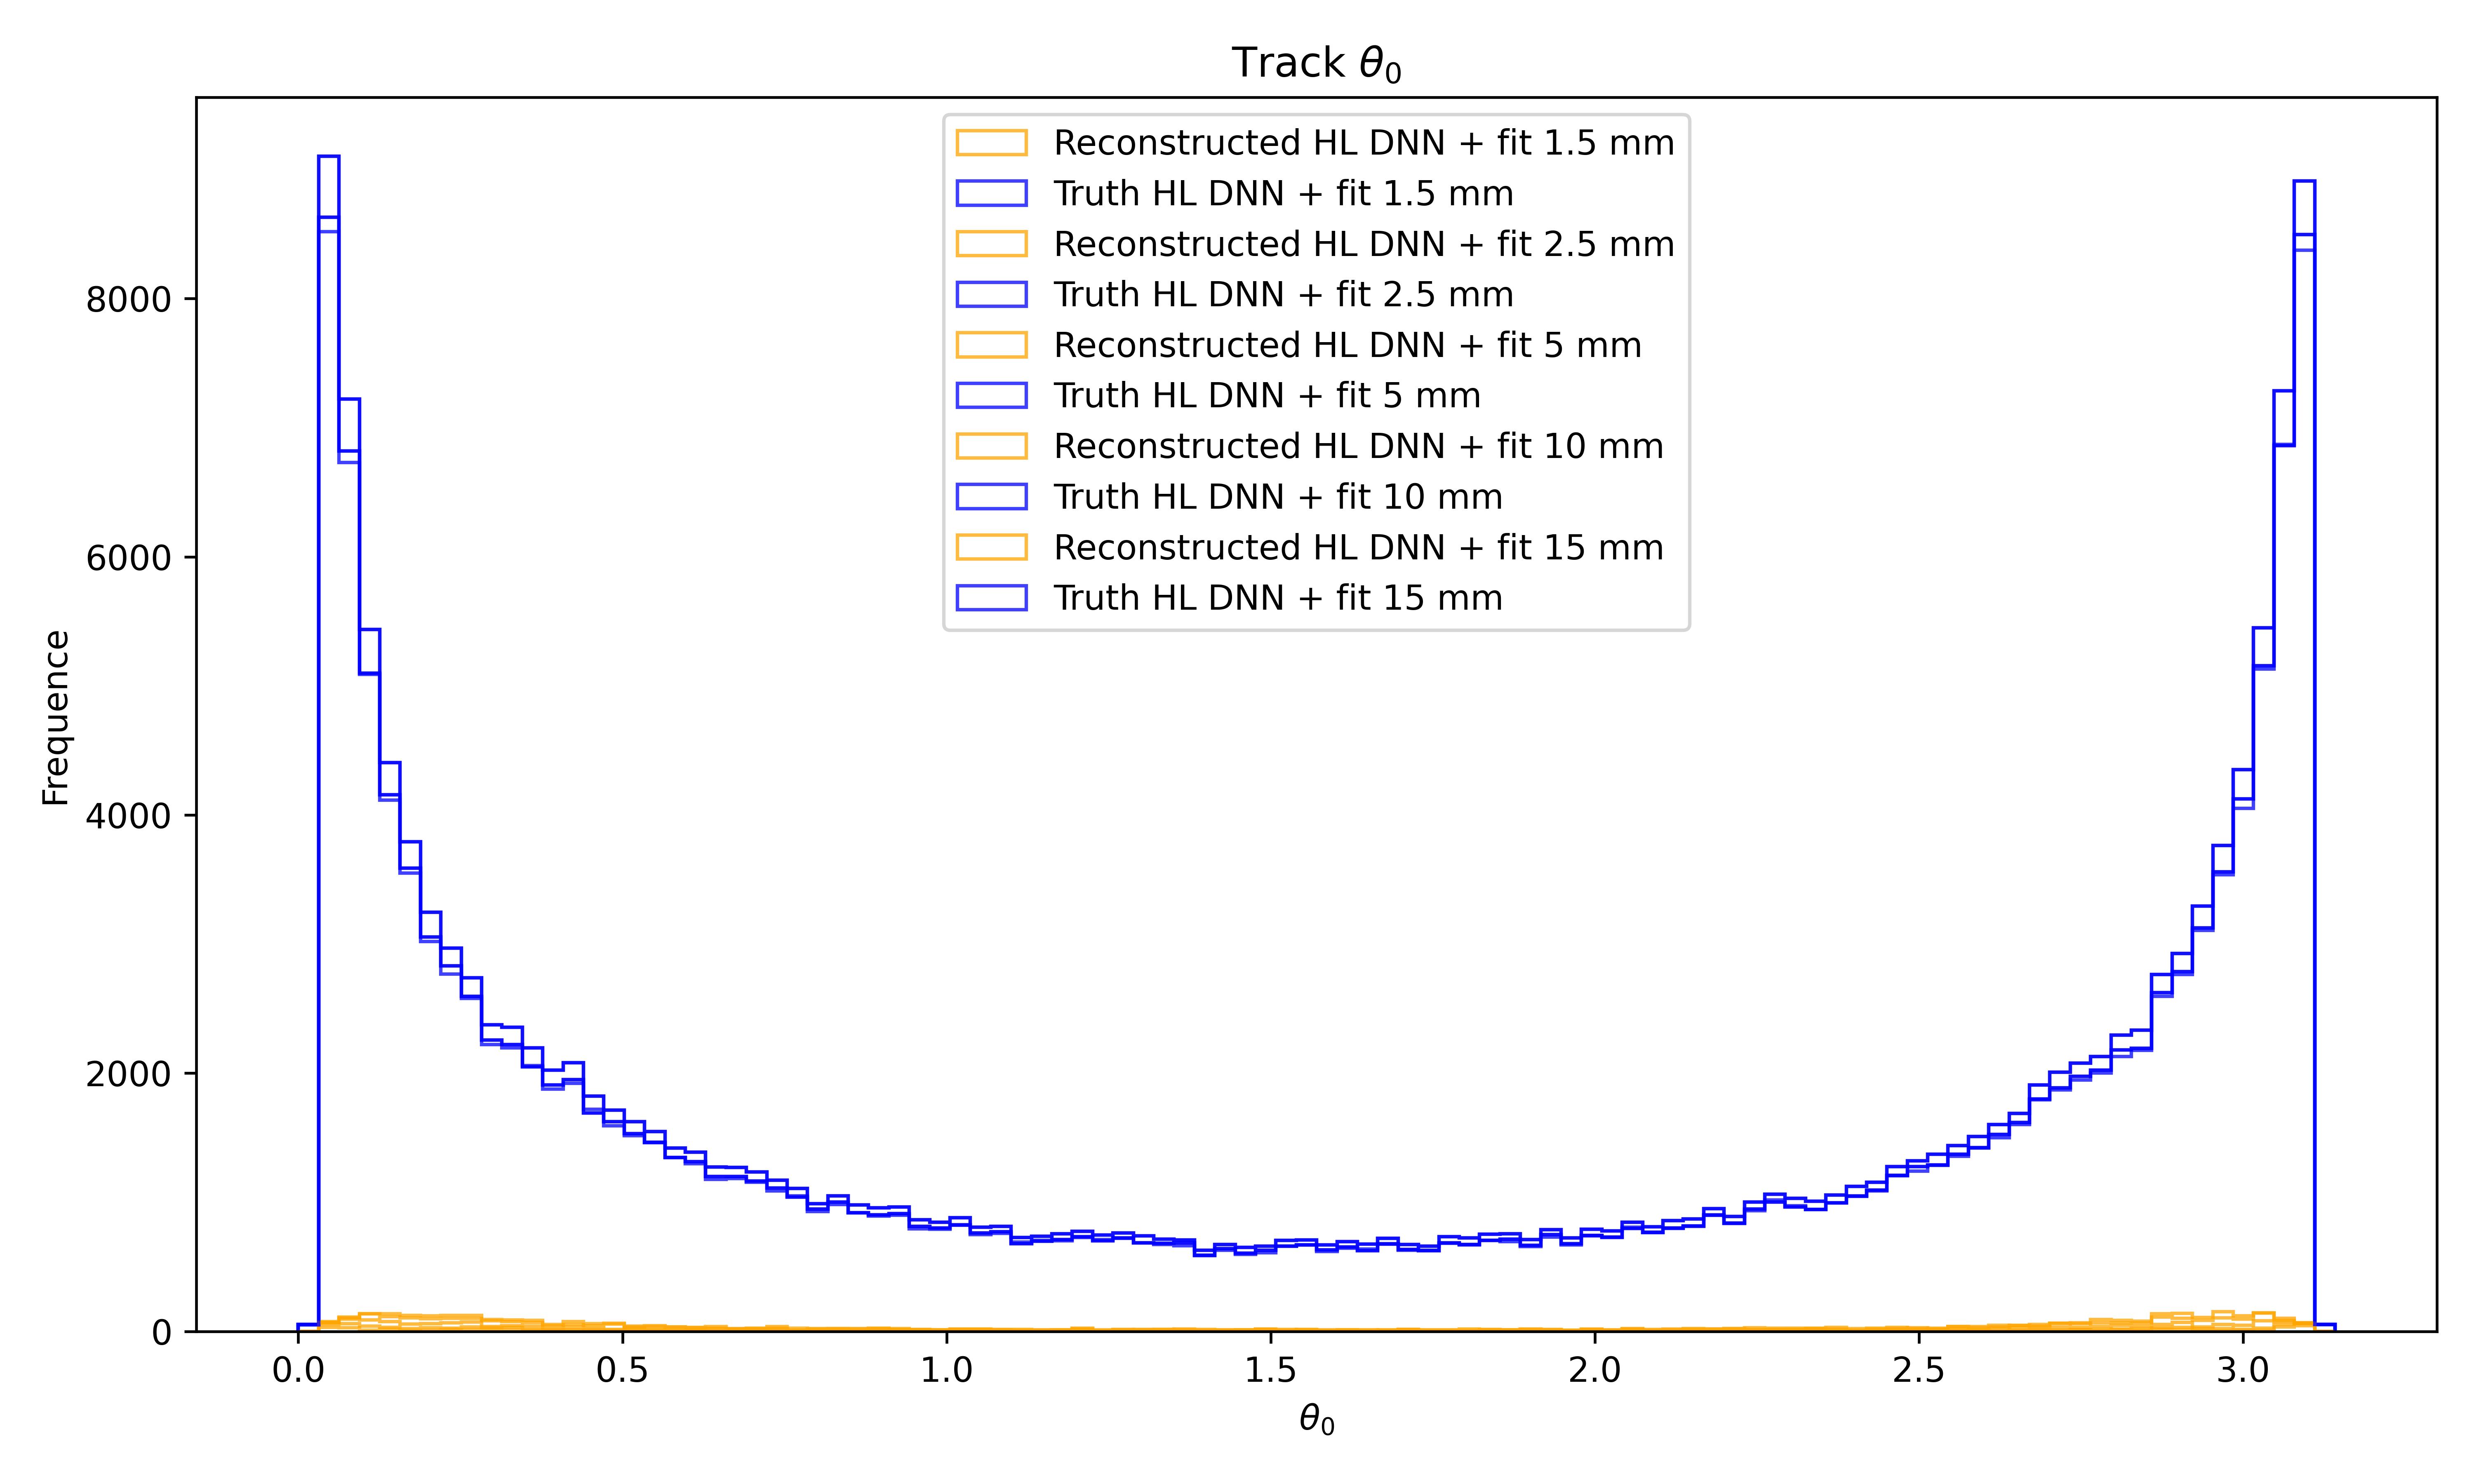 Track θ0
Reconstructed HL DNN + fit 1.5 mm
Truth HL DNN + fit 1.5 mm
Reconstructed HL DNN + fit 2.5 mm
Truth HL DNN + fit 2.5 mm
Reconstructed HL DNN + fit 5 mm
Truth HL DNN + fit 5 mm
Reconstructed HL DNN + fit 10 mm
Truth HL DNN + fit 10 mm
Reconstructed HL DNN + fit 15 mm
Truth HL DNN + fit 15 mm
Frequence
8000
6000
4000
2000
0
0.0 0.5 1.0 1.5 2.0 2.5 3.0
θ0